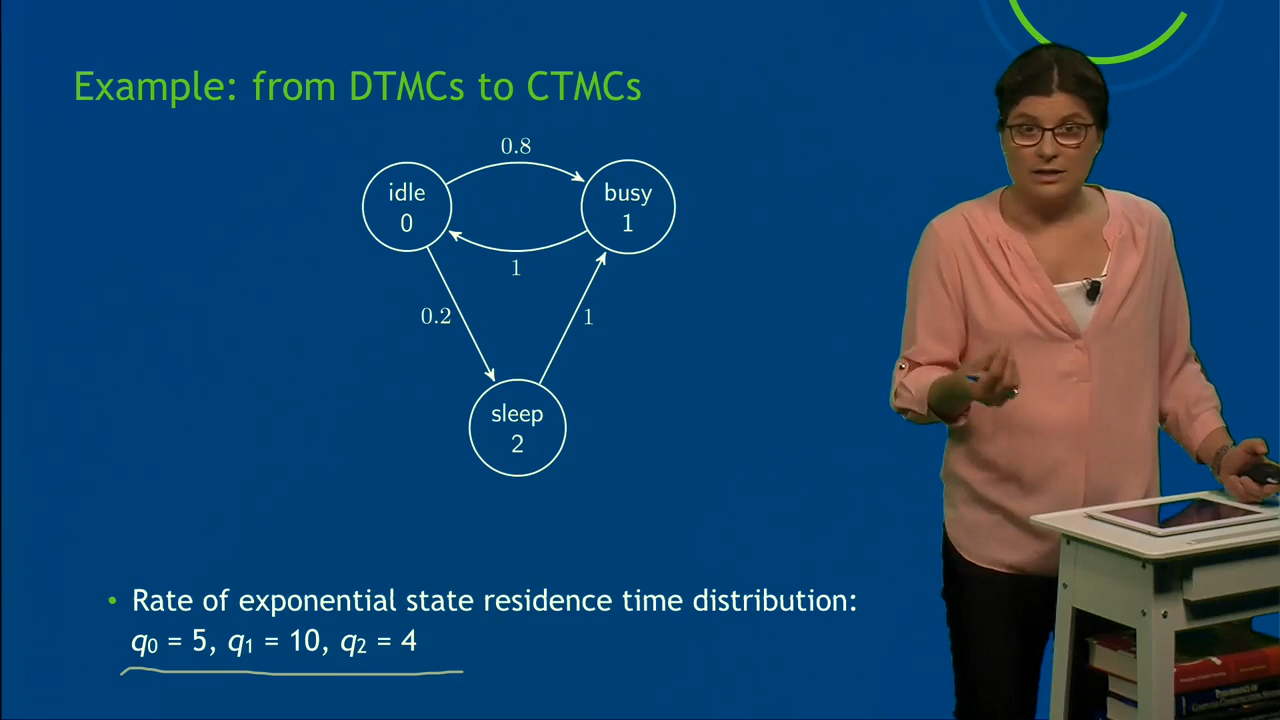 Example: from DTMCs to CTMCs
0.8
idle
0
busy
1
1
0.2
1
sleep
2
• Rate of exponential state residence time distribution:
q₀ = 5, q₁ = 10, q₂ = 4